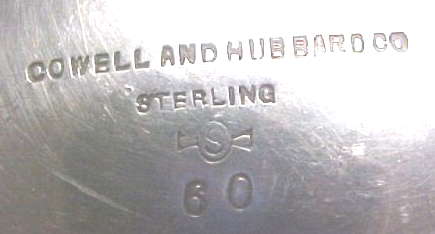 COWELL AND HUBBARD CO
STERLING
S
60